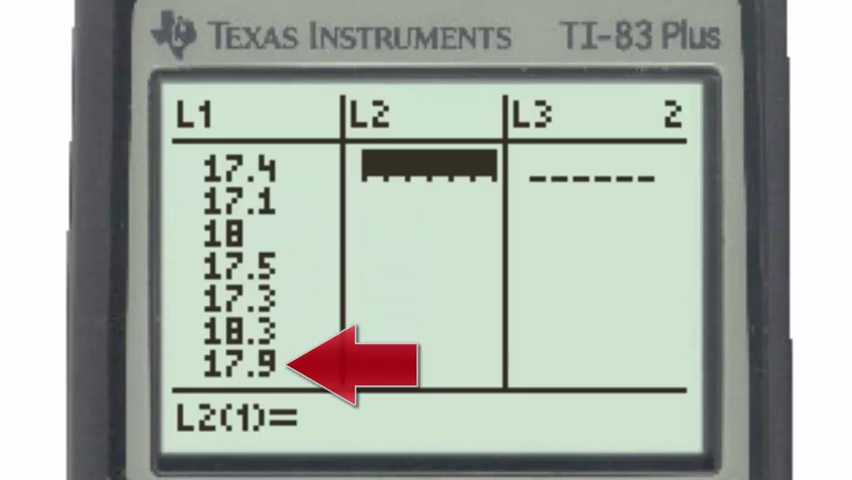 TEXAS INSTRUMENTS TI-83 Plus
L1 L2 L3 2
17.4 ------
17.1
18
17.5
17.3
18.3
17.9
L2(1)=